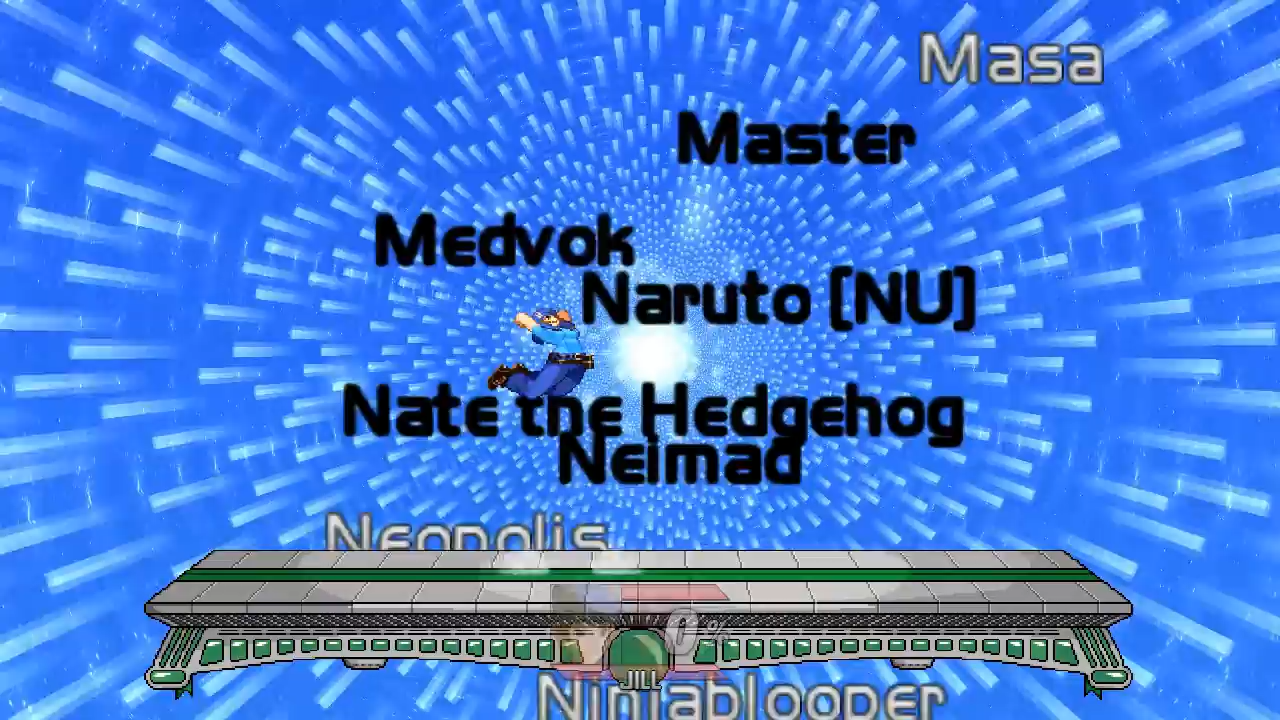 Masa
Master
Medvok
Naruto [NU]
Nate the Hedgehog
Neimad
Neopolis
0%
JILL
Ninjablooper